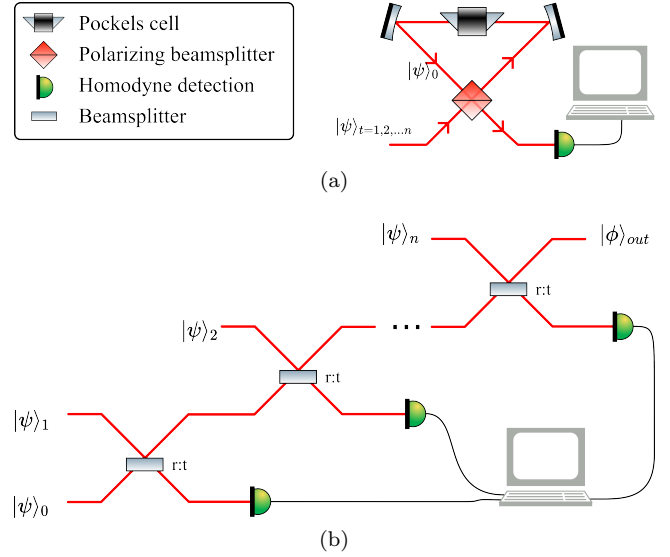 Pockels cell
Polarizing beamsplitter
Homodyne detection
Beamsplitter
|ψ⟩₀
|ψ⟩ₜ₌₁,₂,...ₙ
(a)
|ψ⟩ₙ
|ϕ⟩ₒᵤₜ
r:t
|ψ⟩₂
r:t
|ψ⟩₁
r:t
|ψ⟩₀
(b)